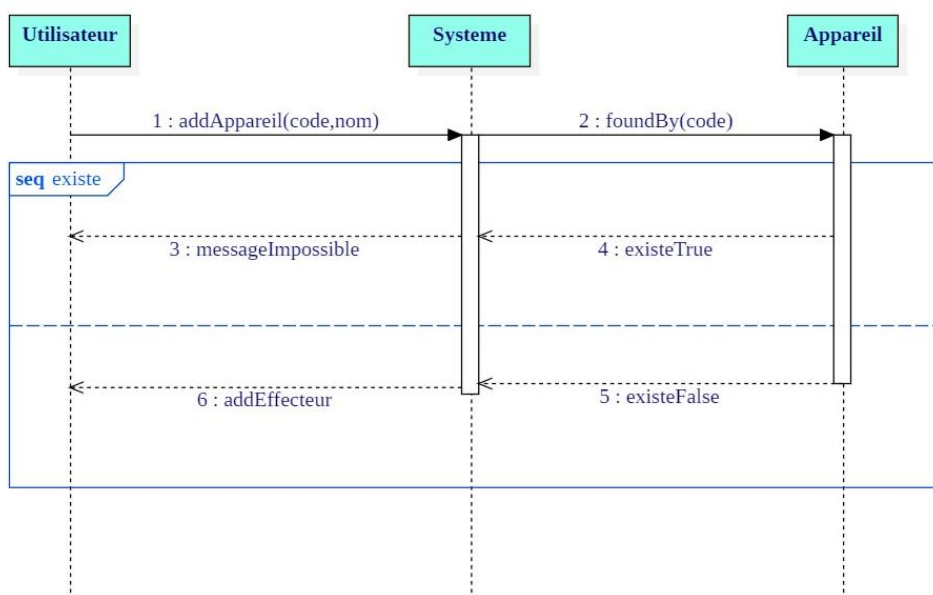 Utilisateur
Systeme
Appareil
1 : addAppareil(code,nom)
2 : foundBy(code)
seq existe
3 : messageImpossible
4 : existeTrue
6 : addEffecteur
5 : existeFalse